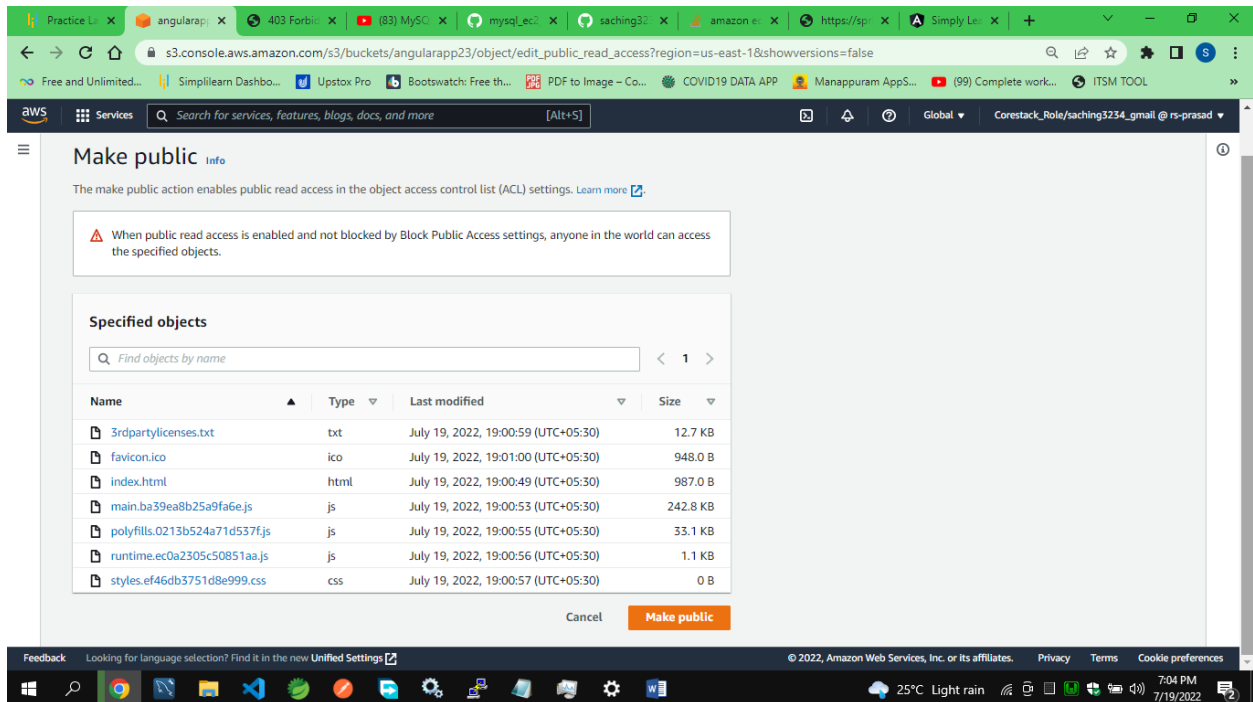 Practice La
angularapp
403 Forbid
(83) MySQ
mysql_ec2
saching323
amazon ec
https://spr
Simply Lea
s3.console.aws.amazon.com/s3/buckets/angularapp23/object/edit_public_read_access?region=us-east-1&showversions=false
S
Free and Unlimited...
Simplilearn Dashbo...
Upstox Pro
Bootswatch: Free th...
PDF to Image – Co...
COVID19 DATA APP
Manappuram AppS...
(99) Complete work...
ITSM TOOL
»
aws
Services
Search for services, features, blogs, docs, and more
[Alt+S]
Global
Corestack_Role/saching3234_gmail @ rs-prasad
Make public Info
The make public action enables public read access in the object access control list (ACL) settings. Learn more
When public read access is enabled and not blocked by Block Public Access settings, anyone in the world can access
the specified objects.
Specified objects
Find objects by name
1
Name Type Last modified Size
3rdpartylicenses.txt txt July 19, 2022, 19:00:59 (UTC+05:30) 12.7 KB
favicon.ico ico July 19, 2022, 19:01:00 (UTC+05:30) 948.0 B
index.html html July 19, 2022, 19:00:49 (UTC+05:30) 987.0 B
main.ba39ea8b25a9fa6e.js js July 19, 2022, 19:00:53 (UTC+05:30) 242.8 KB
polyfills.0213b524a71d537f.js js July 19, 2022, 19:00:55 (UTC+05:30) 33.1 KB
runtime.ec0a2305c50851aa.js js July 19, 2022, 19:00:56 (UTC+05:30) 1.1 KB
styles.ef46db3751d8e999.css css July 19, 2022, 19:00:57 (UTC+05:30) 0 B
Cancel Make public
Feedback Looking for language selection? Find it in the new Unified Settings
© 2022, Amazon Web Services, Inc. or its affiliates. Privacy Terms Cookie preferences
25°C Light rain
7:04 PM
7/19/2022
2